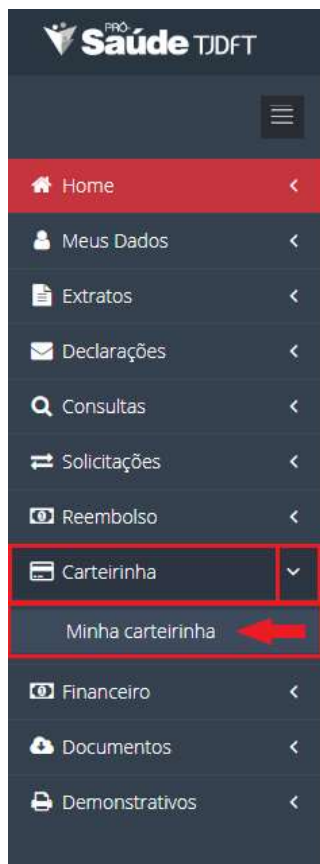 PRÓ-
Saúde TJDFT
Home
Meus Dados
Extratos
Declarações
Consultas
Solicitações
Reembolso
Carteirinha
Minha carteirinha
Financeiro
Documentos
Demonstrativos